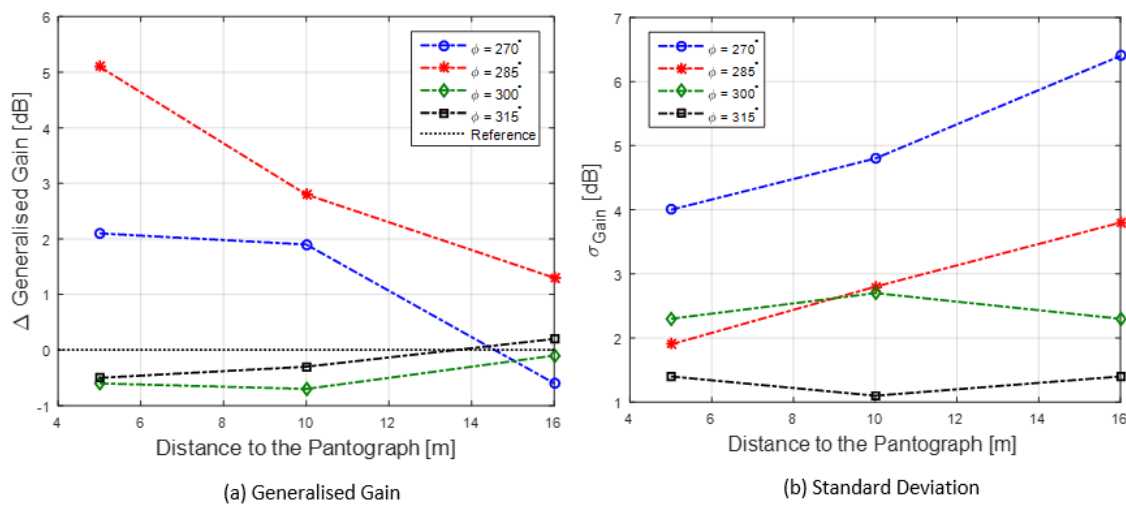 6
5
4
3
2
1
0
-1
Δ Generalised Gain [dB]
ϕ = 270°
ϕ = 285°
ϕ = 300°
ϕ = 315°
Reference
4 6 8 10 12 14 16
Distance to the Pantograph [m]
(a) Generalised Gain
7
6
5
4
3
2
1
σGain [dB]
ϕ = 270°
ϕ = 285°
ϕ = 300°
ϕ = 315°
4 6 8 10 12 14 16
Distance to the Pantograph [m]
(b) Standard Deviation